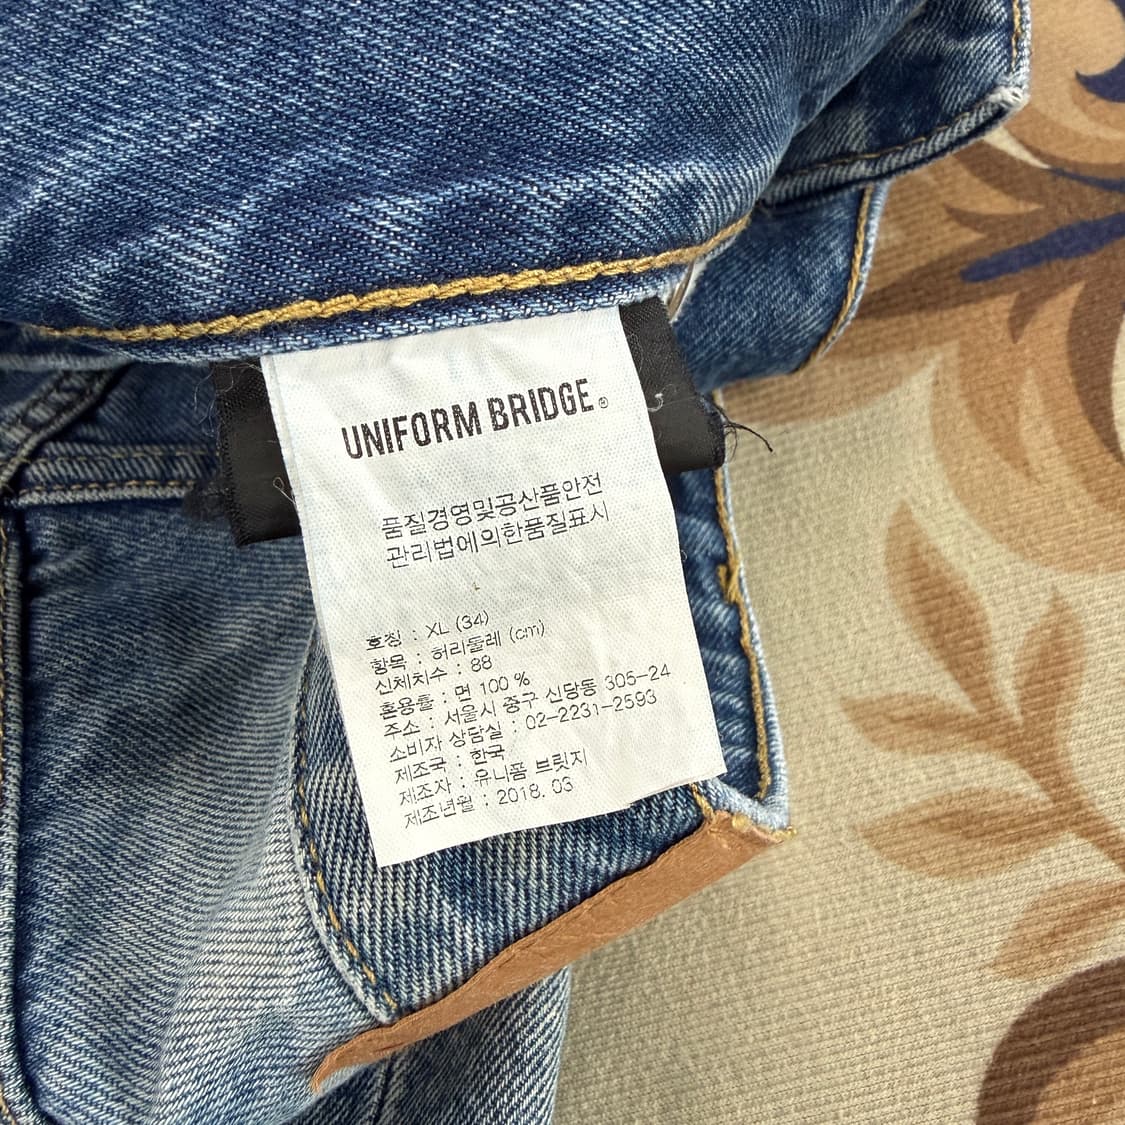 UNIFORM BRIDGE®
품질경영및공산품안전
관리법에의한품질표시
호칭 : XL (34)
항목 : 허리둘레 (cm)
신체치수 : 88
혼용률 : 면 100 %
주소 : 서울시 중구 신당동 305-24
소비자 상담실 : 02-2231-2593
제조국 : 한국
제조자 : 유니폼 브릿지
제조년월 : 2018. 03